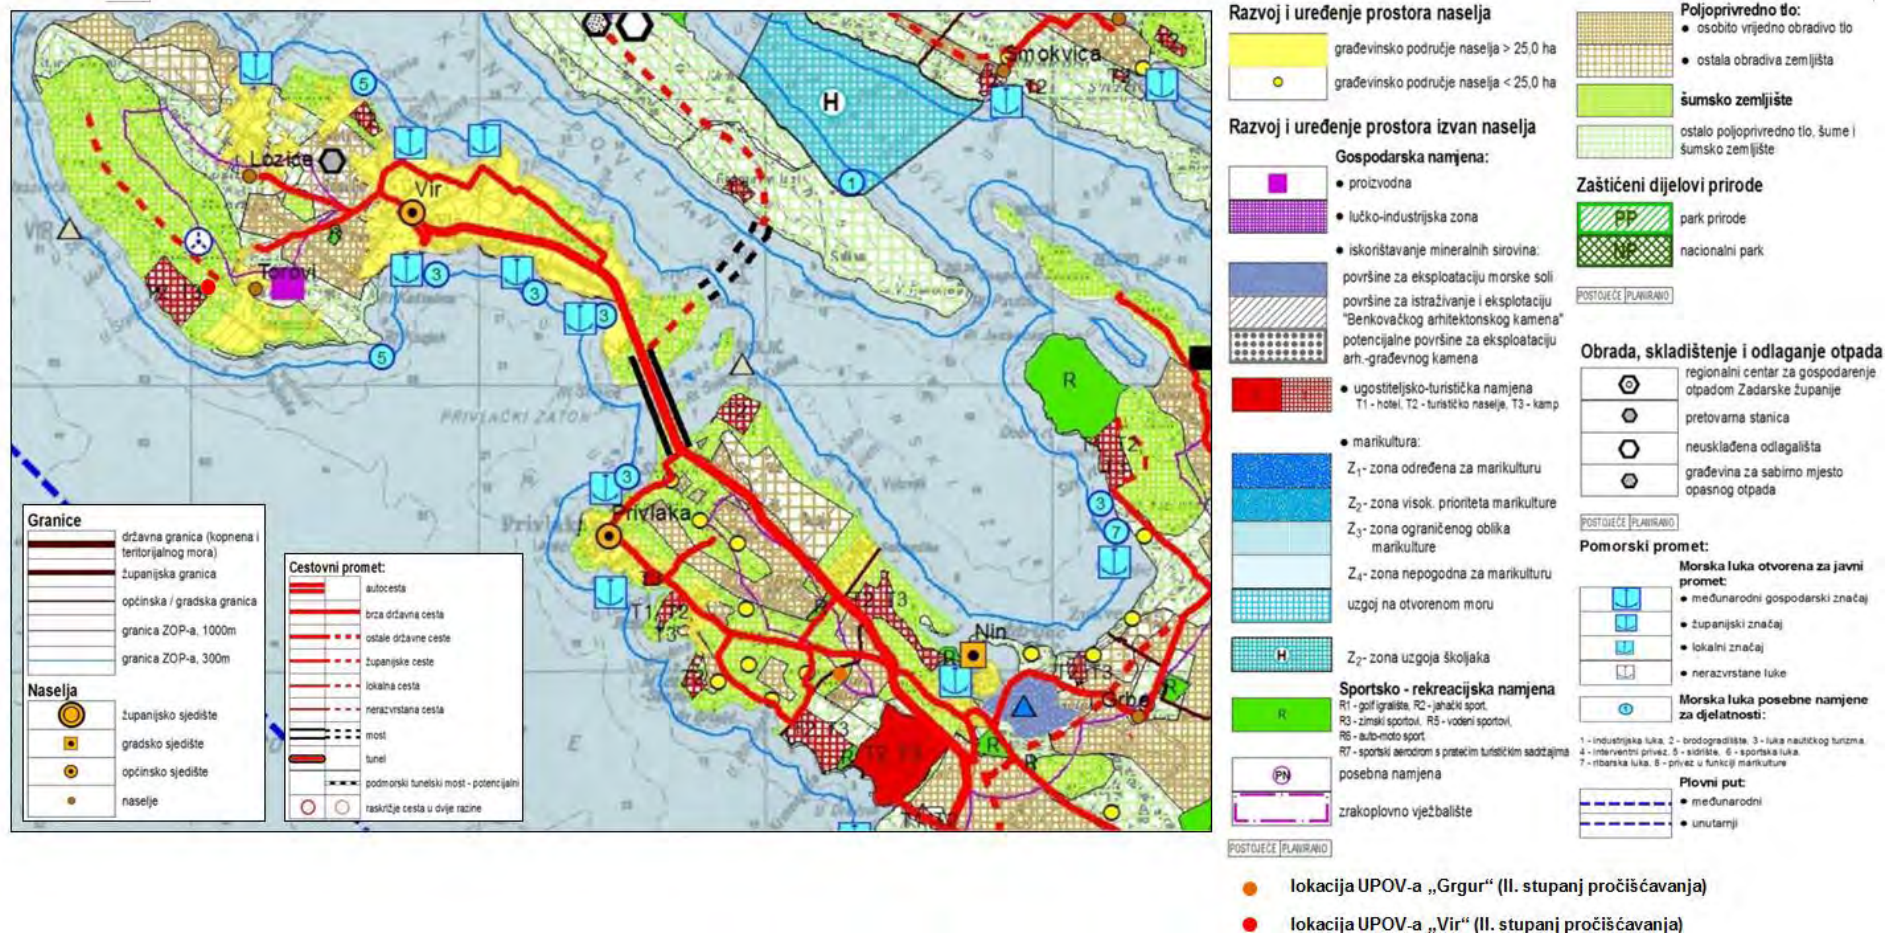 Lozice
Vir
VIR
Torovi
PRIVLAČKI ZATON
Privlaka
Privlaka
Smokvica
Nin
Grbe
H
R
T2
T3
T1
1
3
5
7
Granice
državna granica (kopnena i
teritorijalnog mora)
županijska granica
općinska / gradska granica
granica ZOP-a, 1000m
granica ZOP-a, 300m
Naselja
županijsko sjedište
gradsko sjedište
općinsko sjedište
naselje
Cestovni promet:
autocesta
brza državna cesta
ostale državne ceste
županijske ceste
lokalna cesta
nerazvrstana cesta
most
tunel
podmorski tunelski most - potencijalni
raskrižje cesta u dvije razine
Razvoj i uređenje prostora naselja
građevinsko područje naselja > 25,0 ha
građevinsko područje naselja < 25,0 ha
Razvoj i uređenje prostora izvan naselja
Gospodarska namjena:
● proizvodna
● lučko-industrijska zona
● iskorištavanje mineralnih sirovina:
površine za eksploataciju morske soli
površine za istraživanje i eksplotaciju
"Benkovačkog arhitektonskog kamena"
potencijalne površine za eksploataciju
arh.-građevnog kamena
● ugostiteljsko-turistička namjena
T1 - hotel, T2 - turističko naselje, T3 - kamp
● marikultura:
Z1- zona određena za marikulturu
Z2- zona visok. prioriteta marikulture
Z3- zona ograničenog oblika
marikulture
Z4- zona nepogodna za marikulturu
uzgoj na otvorenom moru
H
Z2- zona uzgoja školjaka
Sportsko - rekreacijska namjena
R
R1 - golf igralište, R2 - jahački sport,
R3 - zimski sportovi, R5 - vodeni sportovi,
R6 - auto-moto sport
R7 - sportski aerodrom s pratećim turističkim sadržajima
PN
posebna namjena
zrakoplovno vježbalište
POSTOJEĆE PLANIRANO
Poljoprivredno tlo:
● osobito vrijedno obradivo tlo
● ostala obradiva zemljišta
šumsko zemljište
ostalo poljoprivredno tlo, šume i
šumsko zemljište
Zaštićeni dijelovi prirode
PP
park prirode
NP
nacionalni park
POSTOJEĆE PLANIRANO
Obrada, skladištenje i odlaganje otpada
regionalni centar za gospodarenje
otpadom Zadarske županije
pretovarna stanica
neusklađena odlagališta
građevina za sabirno mjesto
opasnog otpada
POSTOJEĆE PLANIRANO
Pomorski promet:
Morska luka otvorena za javni
promet:
● međunarodni gospodarski značaj
● županijski značaj
● lokalni značaj
● nerazvrstane luke
Morska luka posebne namjene
za djelatnosti:
1 - industrijska luka, 2 - brodogradilište, 3 - luka nautičkog turizma,
4 - interventni privez, 5 - sidrište, 6 - sportska luka,
7 - ribarska luka, 8 - privez u funkciji marikulture
Plovni put:
● međunarodni
● unutarnji
lokacija UPOV-a „Grgur“ (II. stupanj pročišćavanja)
lokacija UPOV-a „Vir“ (II. stupanj pročišćavanja)